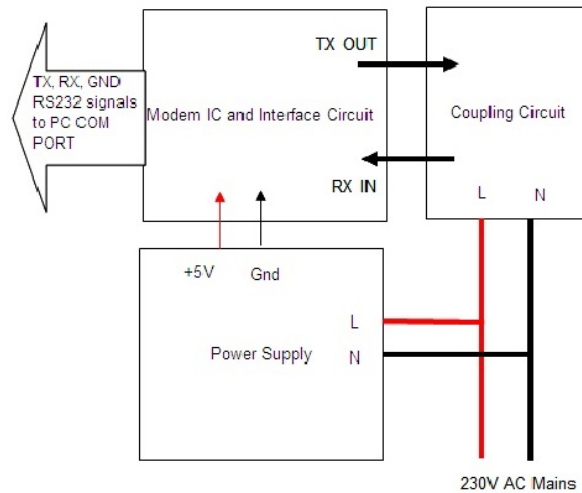 TX OUT
TX, RX, GND
RS232 signals
to PC COM
PORT
Modem IC and Interface Circuit
Coupling Circuit
RX IN
L
N
+5V
Gnd
L
Power Supply
N
230V AC Mains